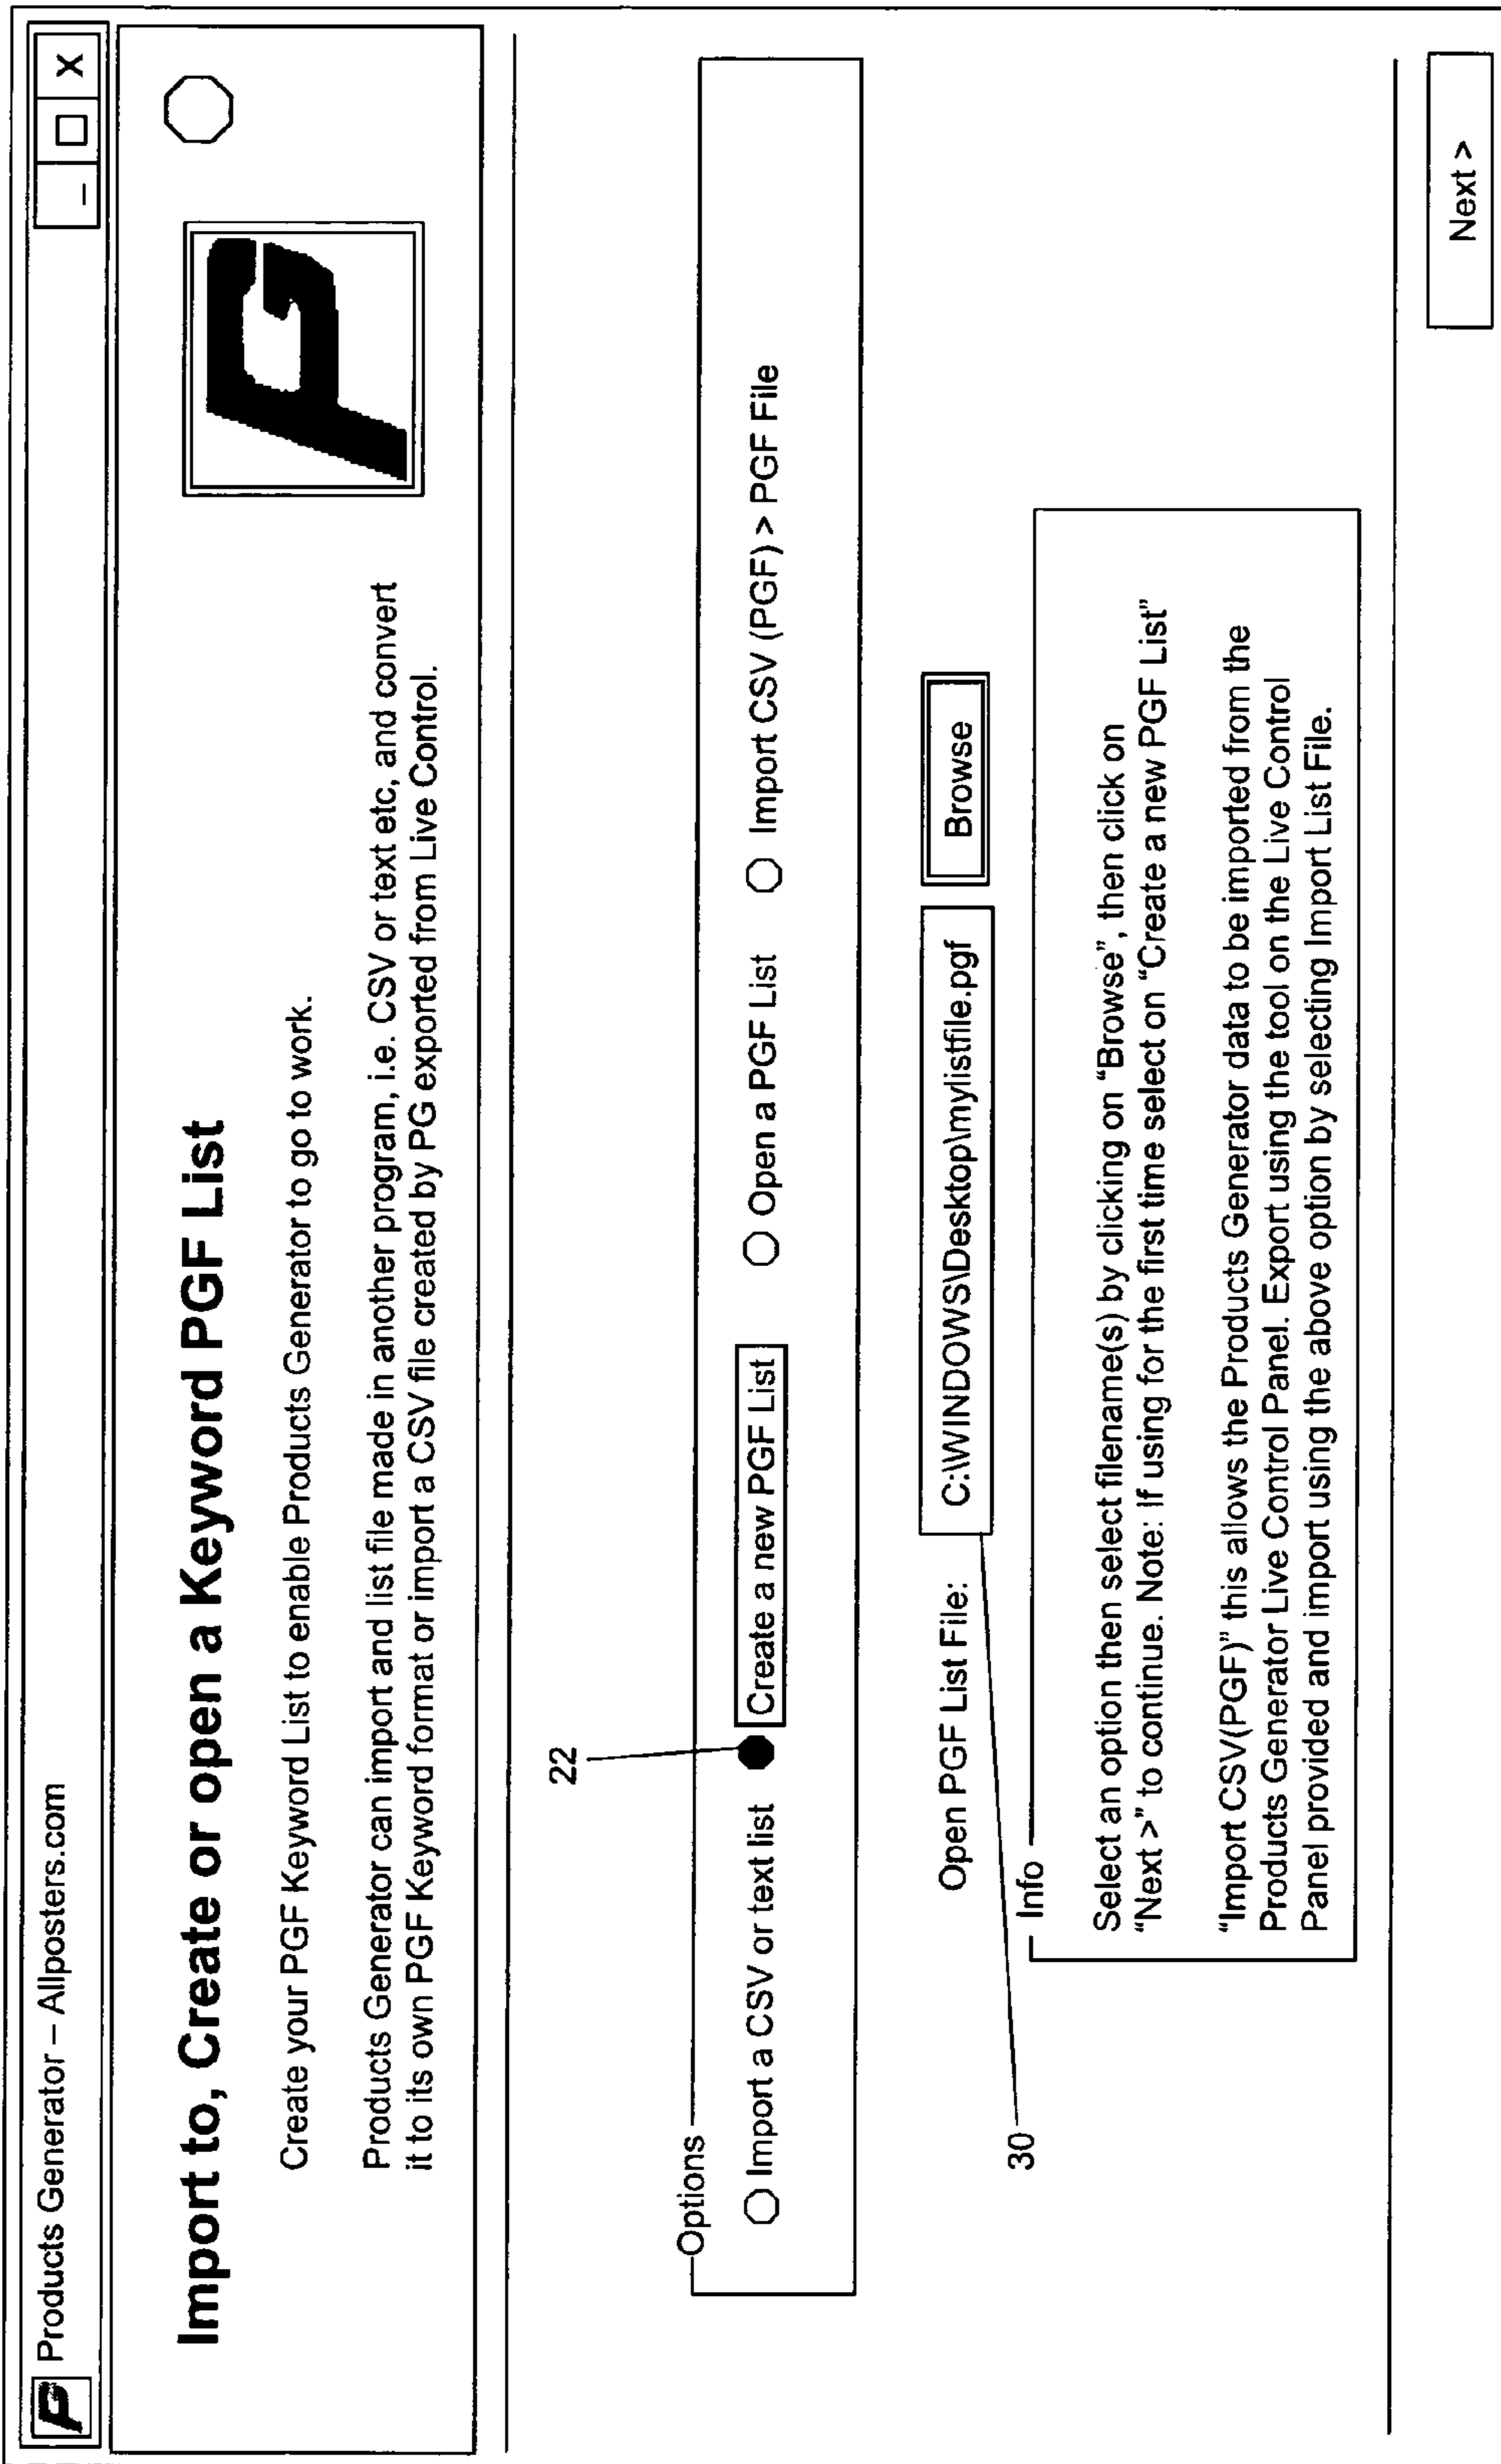 PG Products Generator – Allposters.com
– □ X
Import to, Create or open a Keyword PGF List
PG
Create your PGF Keyword List to enable Products Generator to go to work.
Products Generator can import and list file made in another program, i.e. CSV or text etc, and convert
it to its own PGF Keyword format or import a CSV file created by PG exported from Live Control.
22
Options
Import a CSV or text list Create a new PGF List Open a PGF List Import CSV (PGF) > PGF File
Open PGF List File: C:\WINDOWS\Desktop\mylistfile.pgf Browse
30
Info
Select an option then select filename(s) by clicking on “Browse”, then click on
“Next >” to continue. Note: If using for the first time select on “Create a new PGF List”
“Import CSV(PGF)” this allows the Products Generator data to be imported from the
Products Generator Live Control Panel. Export using the tool on the Live Control
Panel provided and import using the above option by selecting Import List File.
Next >